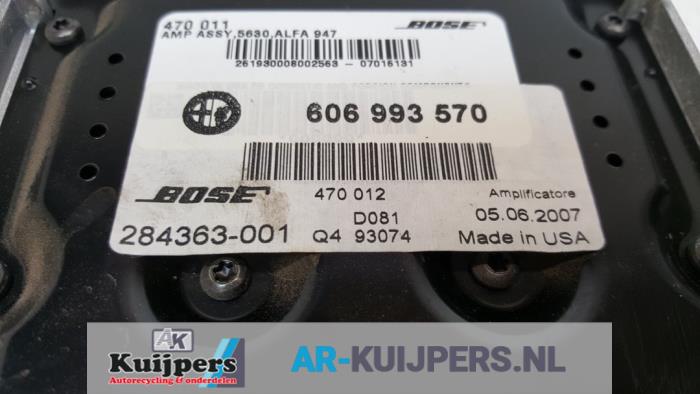 470 011
BOSE
AMP ASSY,5630,ALFA 947
261930008002563 - 07016131
606 993 570
BOSE
470 012
Amplificatore
D081
05.06.2007
284363-001
Q4 93074
Made in USA
AK
Kuijpers
Autorecycling & onderdelen
AR-KUIJPERS.NL